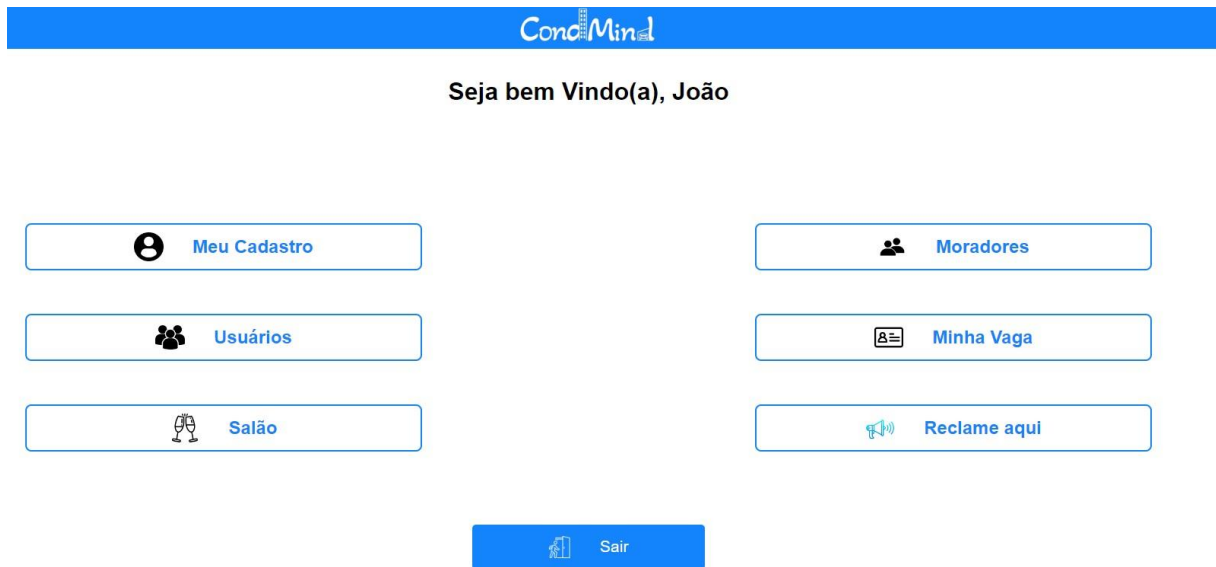 CondMind
Seja bem Vindo(a), João
Meu Cadastro
Moradores
Usuários
Minha Vaga
Salão
Reclame aqui
Sair